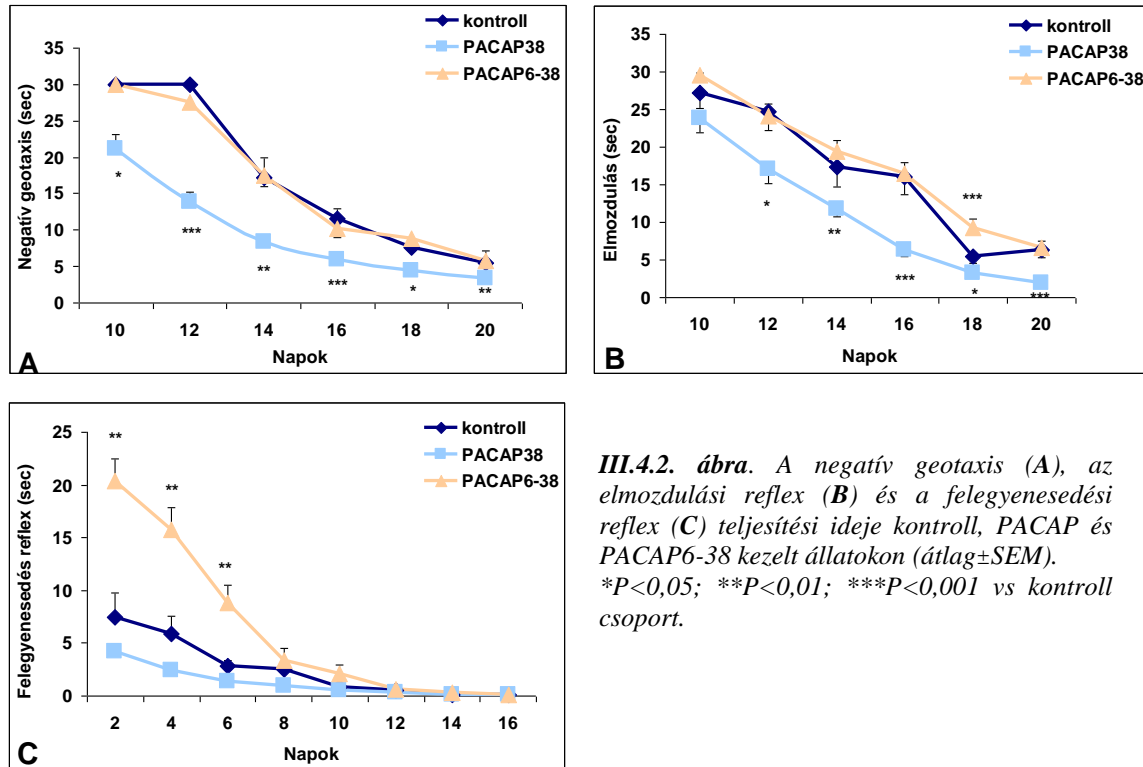 kontroll
PACAP38
PACAP6-38
Negatív geotaxis (sec)
35
30
25
20
15
10
5
0
*
***
**
***
*
**
10 12 14 16 18 20
Napok
A
kontroll
PACAP38
PACAP6-38
Elmozdulás (sec)
35
30
25
20
15
10
5
0
*
**
***
***
*
***
10 12 14 16 18 20
Napok
B
kontroll
PACAP38
PACAP6-38
Felegyenesedés reflex (sec)
25
20
15
10
5
0
**
**
**
2 4 6 8 10 12 14 16
Napok
C
III.4.2. ábra. A negatív geotaxis (A), az
elmozdulási reflex (B) és a felegyenesedési
reflex (C) teljesítési ideje kontroll, PACAP és
PACAP6-38 kezelt állatokon (átlag±SEM).
*P<0,05; **P<0,01; ***P<0,001 vs kontroll
csoport.